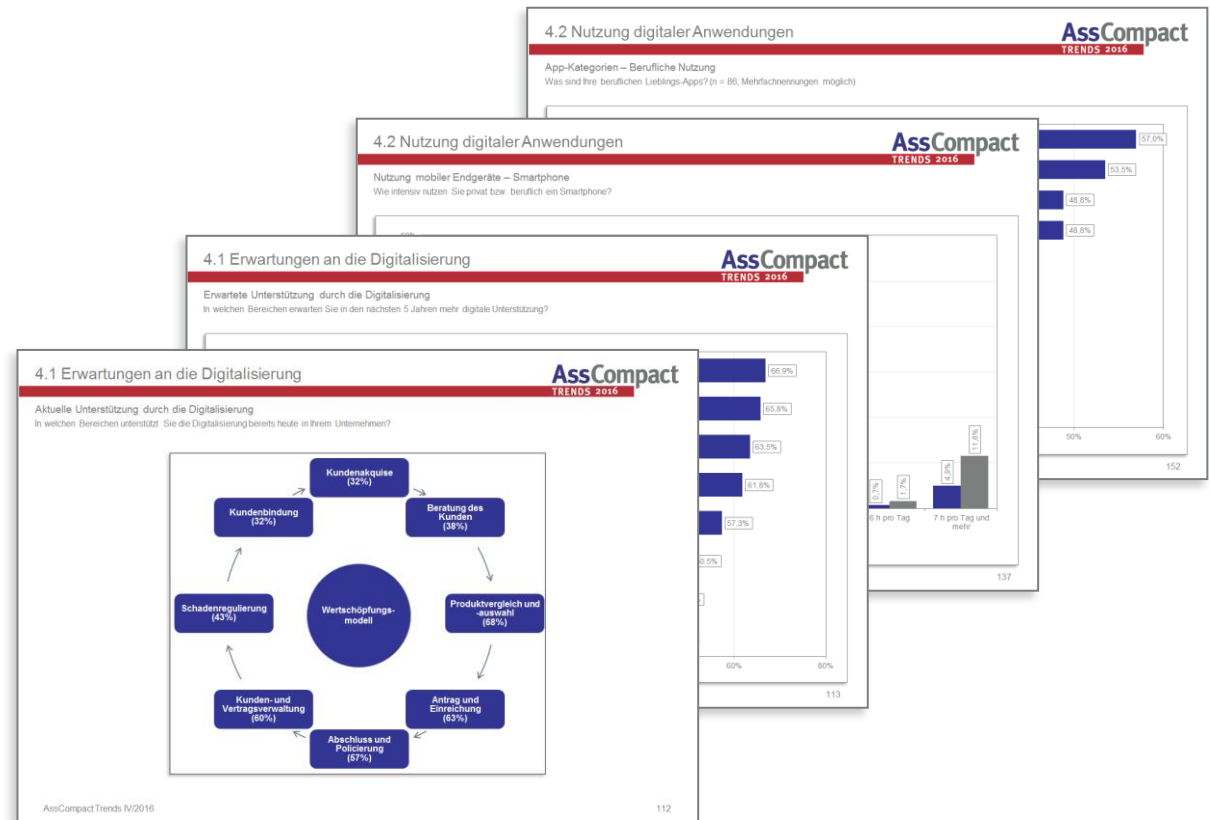 4.2 Nutzung digitaler Anwendungen
AssCompact
TRENDS 2016
App-Kategorien – Berufliche Nutzung
Was sind Ihre beruflichen Lieblings-Apps? (n = 86, Mehrfachnennungen möglich)
57,0%
53,5%
48,8%
48,8%
50%
60%
152
4.2 Nutzung digitaler Anwendungen
AssCompact
TRENDS 2016
Nutzung mobiler Endgeräte – Smartphone
Wie intensiv nutzen Sie privat bzw. beruflich ein Smartphone?
0,7%
1,7%
4,9%
11,6%
6 h pro Tag
7 h pro Tag und
mehr
137
4.1 Erwartungen an die Digitalisierung
AssCompact
TRENDS 2016
Erwartete Unterstützung durch die Digitalisierung
In welchen Bereichen erwarten Sie in den nächsten 5 Jahren mehr digitale Unterstützung?
66,9%
65,8%
63,5%
61,8%
57,3%
60%
80%
113
4.1 Erwartungen an die Digitalisierung
AssCompact
TRENDS 2016
Aktuelle Unterstützung durch die Digitalisierung
In welchen Bereichen unterstützt Sie die Digitalisierung bereits heute in Ihrem Unternehmen?
Kundenakquise
(32%)
Beratung des
Kunden
(38%)
Produktvergleich und
-auswahl
(68%)
Antrag und
Einreichung
(63%)
Abschluss und
Policierung
(57%)
Kunden- und
Vertragsverwaltung
(60%)
Schadenregulierung
(43%)
Kundenbindung
(32%)
Wertschöpfungs-
modell
AssCompact Trends IV/2016
112